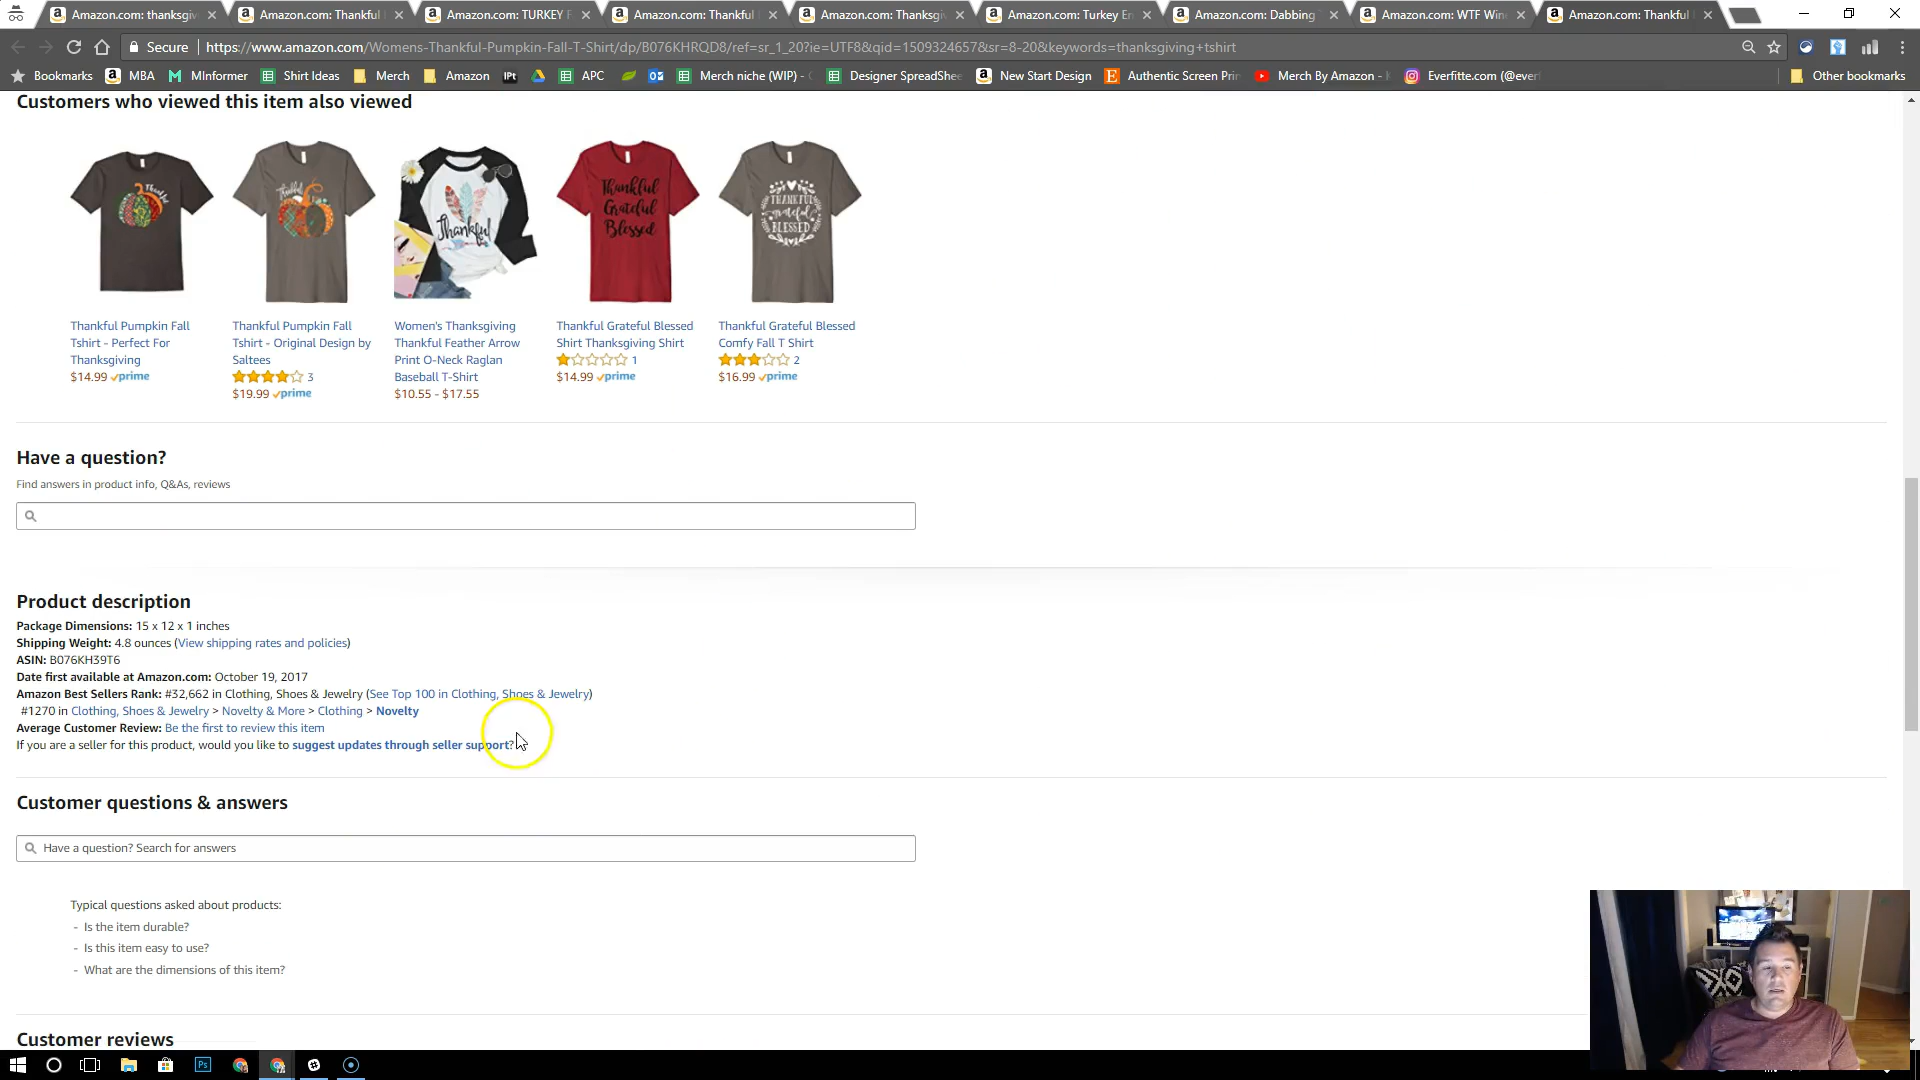 Amazon.com: thanksgiv
Amazon.com: Thankful
Amazon.com: TURKEY F
Amazon.com: Thankful
Amazon.com: Thanksgi
Amazon.com: Turkey En
Amazon.com: Dabbing T
Amazon.com: WTF Win
Amazon.com: Thankful
Secure
https://www.amazon.com/Womens-Thankful-Pumpkin-Fall-T-Shirt/dp/B076KHRQD8/ref=sr_1_20?ie=UTF8&qid=1509324657&sr=8-20&keywords=thanksgiving+tshirt
Bookmarks MBA MInformer Shirt Ideas Merch Amazon APC Merch niche (WIP) - Designer SpreadShee New Start Design Authentic Screen Prin Merch By Amazon - Everfitte.com (@everf Other bookmarks
Customers who viewed this item also viewed
Thankful
Thankful
Thankful
Thankful
Grateful
Blessed
THANKFUL
grateful
BLESSED
Thankful Pumpkin Fall
Tshirt - Perfect For
Thanksgiving
$14.99 prime
Thankful Pumpkin Fall
Tshirt - Original Design by
Saltees
3
$19.99 prime
Women's Thanksgiving
Thankful Feather Arrow
Print O-Neck Raglan
Baseball T-Shirt
$10.55 - $17.55
Thankful Grateful Blessed
Shirt Thanksgiving Shirt
1
$14.99 prime
Thankful Grateful Blessed
Comfy Fall T Shirt
2
$16.99 prime
Have a question?
Find answers in product info, Q&As, reviews
Product description
Package Dimensions: 15 x 12 x 1 inches
Shipping Weight: 4.8 ounces (View shipping rates and policies)
ASIN: B076KH39T6
Date first available at Amazon.com: October 19, 2017
Amazon Best Sellers Rank: #32,662 in Clothing, Shoes & Jewelry (See Top 100 in Clothing, Shoes & Jewelry)
#1270 in Clothing, Shoes & Jewelry > Novelty & More > Clothing > Novelty
Average Customer Review: Be the first to review this item
If you are a seller for this product, would you like to suggest updates through seller support?
Customer questions & answers
Have a question? Search for answers
Typical questions asked about products:
- Is the item durable?
- Is this item easy to use?
- What are the dimensions of this item?
Customer reviews